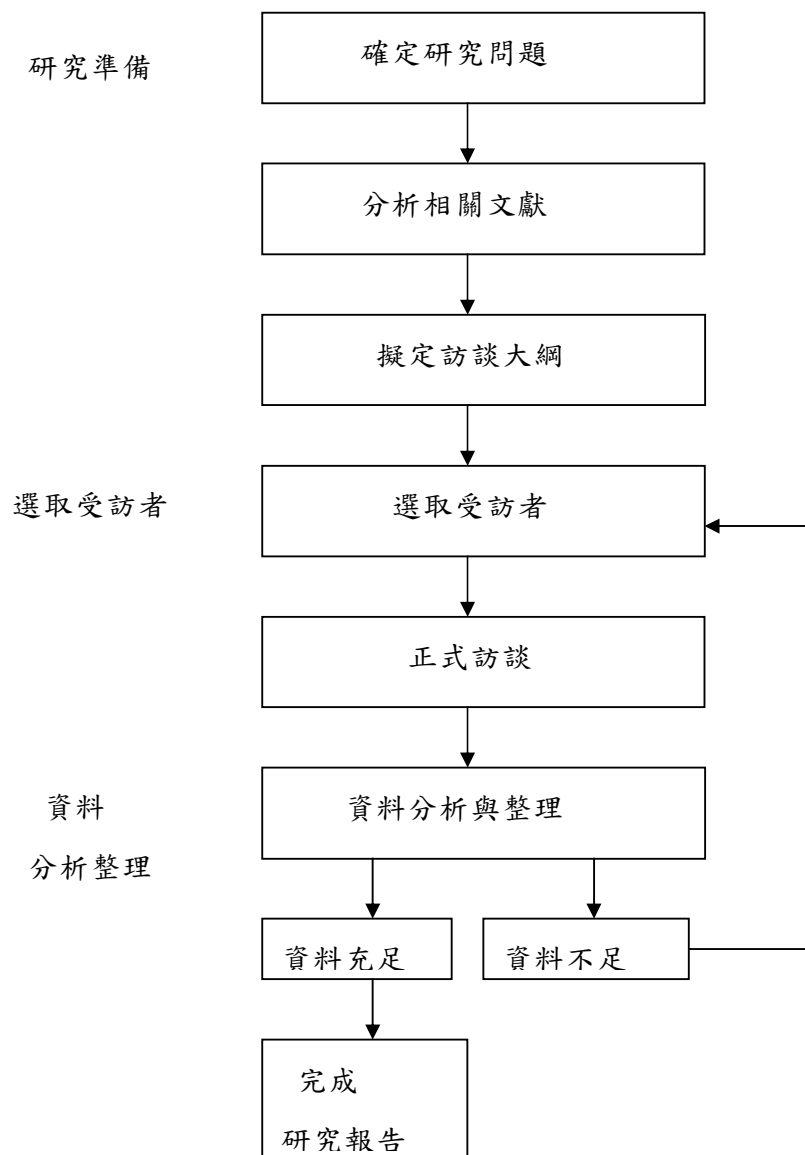 研究準備
確定研究問題
分析相關文獻
擬定訪談大綱
選取受訪者
選取受訪者
正式訪談
資料
分析整理
資料分析與整理
資料充足
資料不足
完成
研究報告